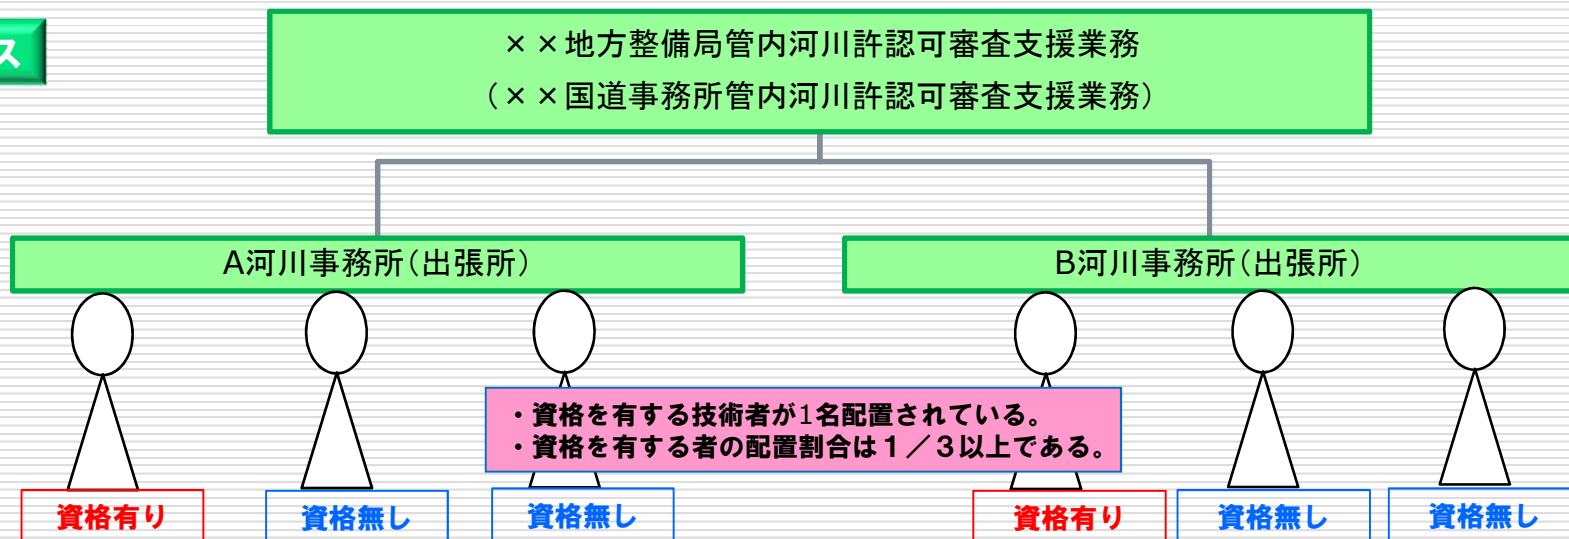 ス
××地方整備局管内河川許認可審査支援業務
（××国道事務所管内河川許認可審査支援業務）
A河川事務所（出張所）
B河川事務所（出張所）
・資格を有する技術者が1名配置されている。
・資格を有する者の配置割合は１／３以上である。
資格有り
資格無し
資格無し
資格有り
資格無し
資格無し